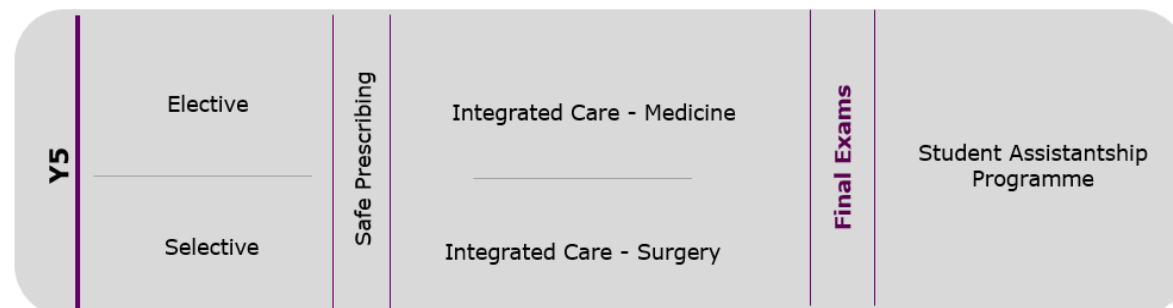 Y5
Elective
Selective
Safe Prescribing
Integrated Care - Medicine
Integrated Care - Surgery
Final Exams
Student Assistantship
Programme